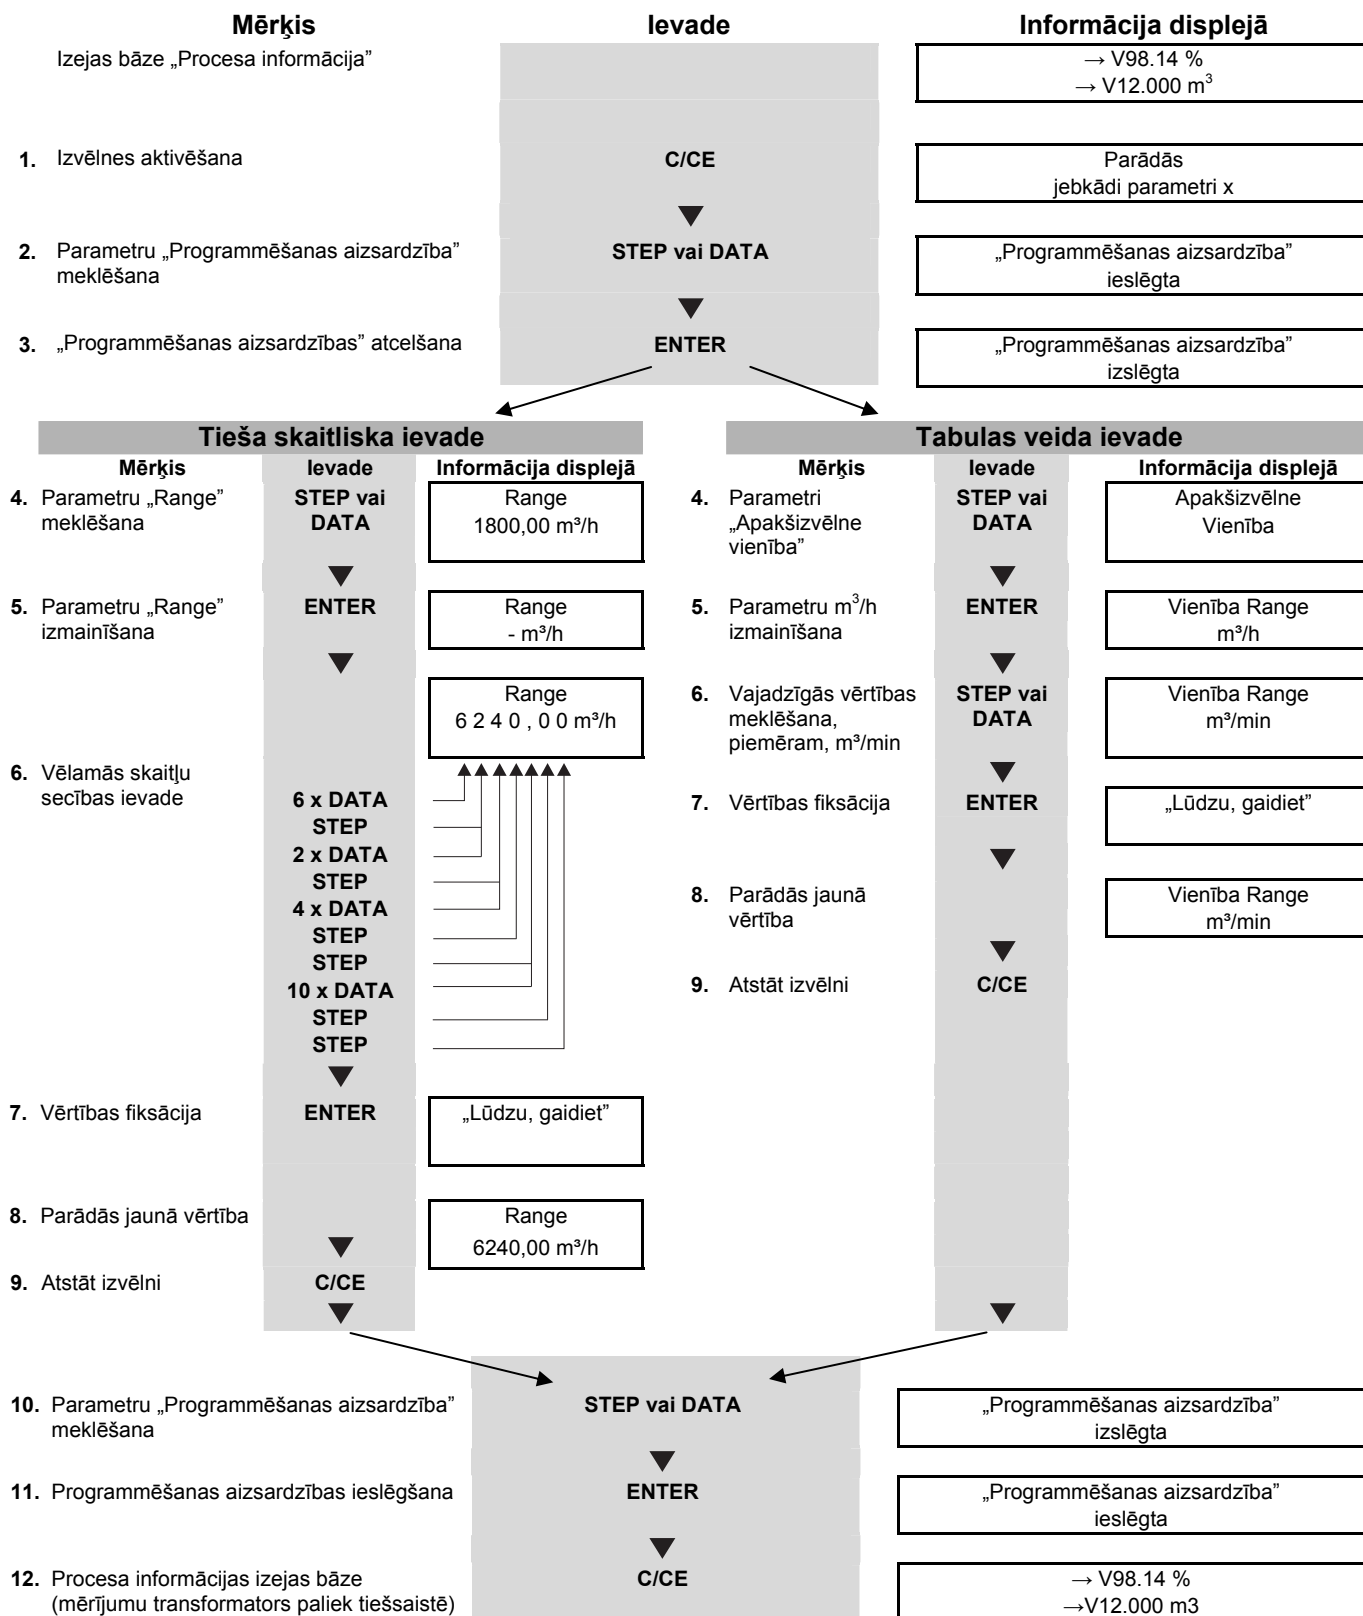 Mērķis Ievade Informācija displejā
Izejas bāze „Procesa informācija”
→ V98.14 %
→ V12.000 m³
1. Izvēlnes aktivēšana
C/CE
Parādās
jebkādi parametri x
2. Parametru „Programmēšanas aizsardzība”
meklēšana
STEP vai DATA
„Programmēšanas aizsardzība”
ieslēgta
3. „Programmēšanas aizsardzības” atcelšana
ENTER
„Programmēšanas aizsardzība”
izslēgta
Tieša skaitliska ievade
Mērķis Ievade Informācija displejā
4. Parametru „Range”
meklēšana
STEP vai
DATA
Range
1800,00 m³/h
5. Parametru „Range”
izmainīšana
ENTER
Range
- m³/h
Range
6 2 4 0 , 0 0 m³/h
6. Vēlamās skaitļu
secības ievade
6 x DATA
STEP
2 x DATA
STEP
4 x DATA
STEP
STEP
10 x DATA
STEP
STEP
7. Vērtības fiksācija
ENTER
„Lūdzu, gaidiet”
8. Parādās jaunā vērtība
Range
6240,00 m³/h
9. Atstāt izvēlni
C/CE
Tabulas veida ievade
Mērķis Ievade Informācija displejā
4. Parametri
„Apakšizvēlne
vienība”
STEP vai
DATA
Apakšizvēlne
Vienība
5. Parametru m³/h
izmainīšana
ENTER
Vienība Range
m³/h
6. Vajadzīgās vērtības
meklēšana,
piemēram, m³/min
STEP vai
DATA
Vienība Range
m³/min
7. Vērtības fiksācija
ENTER
„Lūdzu, gaidiet”
8. Parādās jaunā
vērtība
Vienība Range
m³/min
9. Atstāt izvēlni
C/CE
10. Parametru „Programmēšanas aizsardzība”
meklēšana
STEP vai DATA
„Programmēšanas aizsardzība”
izslēgta
11. Programmēšanas aizsardzības ieslēgšana
ENTER
„Programmēšanas aizsardzība”
ieslēgta
12. Procesa informācijas izejas bāze
(mērījumu transformators paliek tiešsaistē)
C/CE
→ V98.14 %
→V12.000 m3